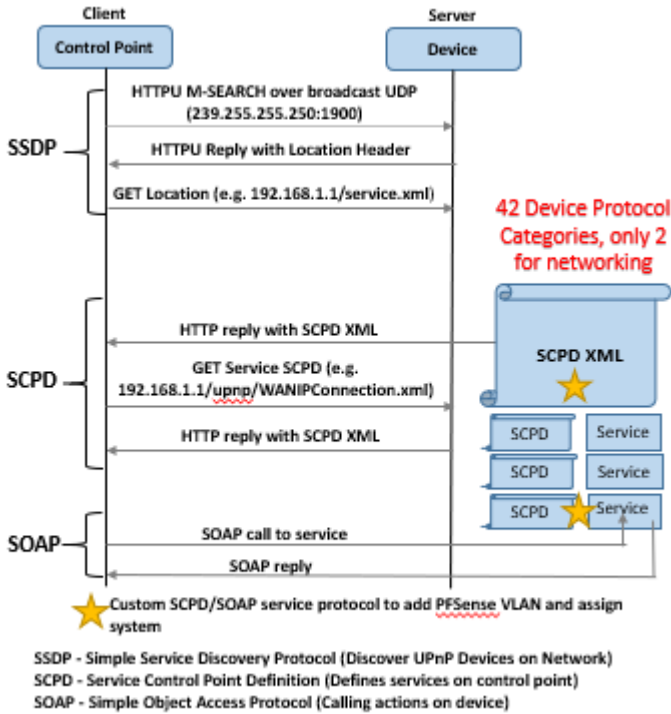 Client
Server
Control Point
Device
HTTPU M-SEARCH over broadcast UDP
(239.255.255.250:1900)
SSDP
HTTPU Reply with Location Header
GET Location (e.g. 192.168.1.1/service.xml)
42 Device Protocol
Categories, only 2
for networking
HTTP reply with SCPD XML
SCPD XML
SCPD
GET Service SCPD (e.g.
192.168.1.1/upnp/WANIPConnection.xml)
HTTP reply with SCPD XML
SCPD
Service
SCPD
Service
SCPD
Service
SOAP
SOAP call to service
SOAP reply
Custom SCPD/SOAP service protocol to add PFSense VLAN and assign
system
SSDP - Simple Service Discovery Protocol (Discover UPnP Devices on Network)
SCPD - Service Control Point Definition (Defines services on control point)
SOAP - Simple Object Access Protocol (Calling actions on device)